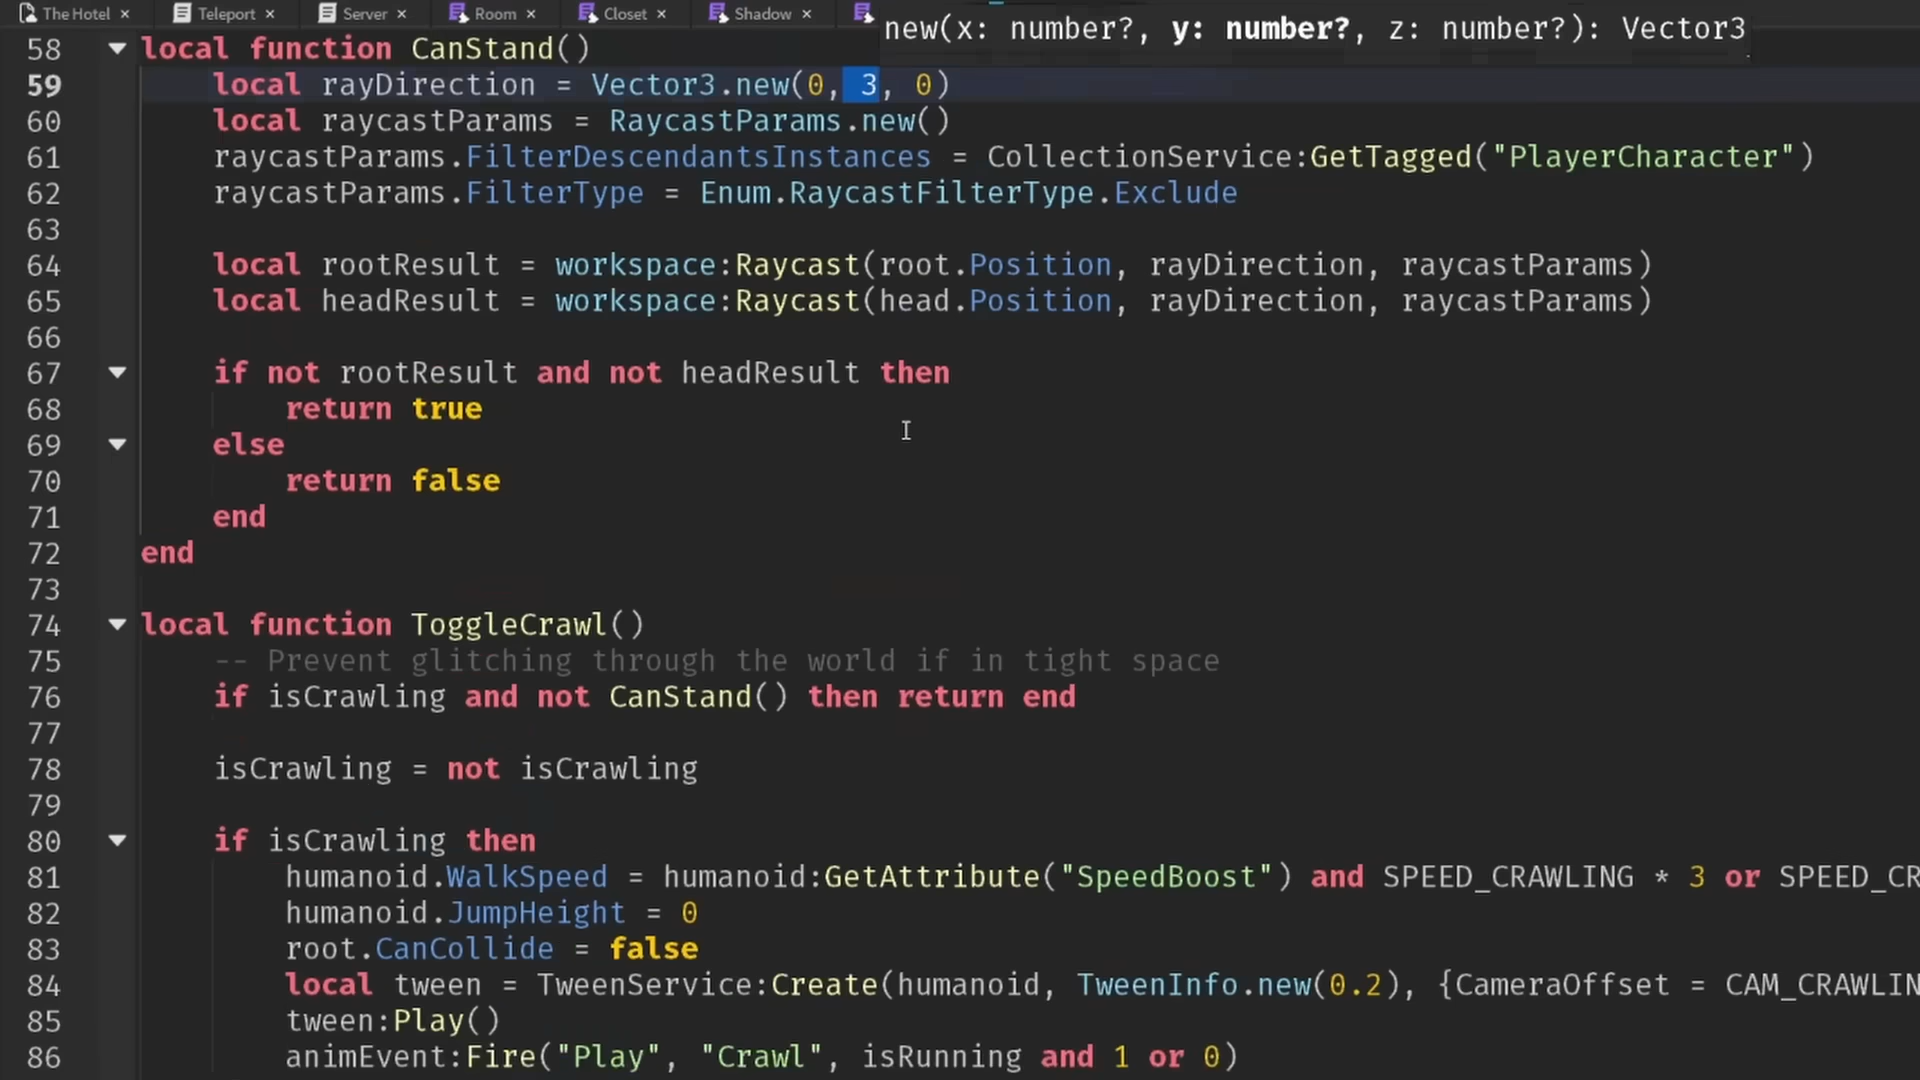 The Hotel × Teleport × Server × Room × Closet × Shadow ×
new(x: number?, y: number?, z: number?): Vector3
58 local function CanStand()
59 local rayDirection = Vector3.new(0, 3, 0)
60 local raycastParams = RaycastParams.new()
61 raycastParams.FilterDescendantsInstances = CollectionService:GetTagged("PlayerCharacter")
62 raycastParams.FilterType = Enum.RaycastFilterType.Exclude
63
64 local rootResult = workspace:Raycast(root.Position, rayDirection, raycastParams)
65 local headResult = workspace:Raycast(head.Position, rayDirection, raycastParams)
66
67 if not rootResult and not headResult then
68 return true
69 else
70 return false
71 end
72 end
73
74 local function ToggleCrawl()
75 -- Prevent glitching through the world if in tight space
76 if isCrawling and not CanStand() then return end
77
78 isCrawling = not isCrawling
79
80 if isCrawling then
81 humanoid.WalkSpeed = humanoid:GetAttribute("SpeedBoost") and SPEED_CRAWLING * 3 or SPEED_CR
82 humanoid.JumpHeight = 0
83 root.CanCollide = false
84 local tween = TweenService:Create(humanoid, TweenInfo.new(0.2), {CameraOffset = CAM_CRAWLIN
85 tween:Play()
86 animEvent:Fire("Play", "Crawl", isRunning and 1 or 0)